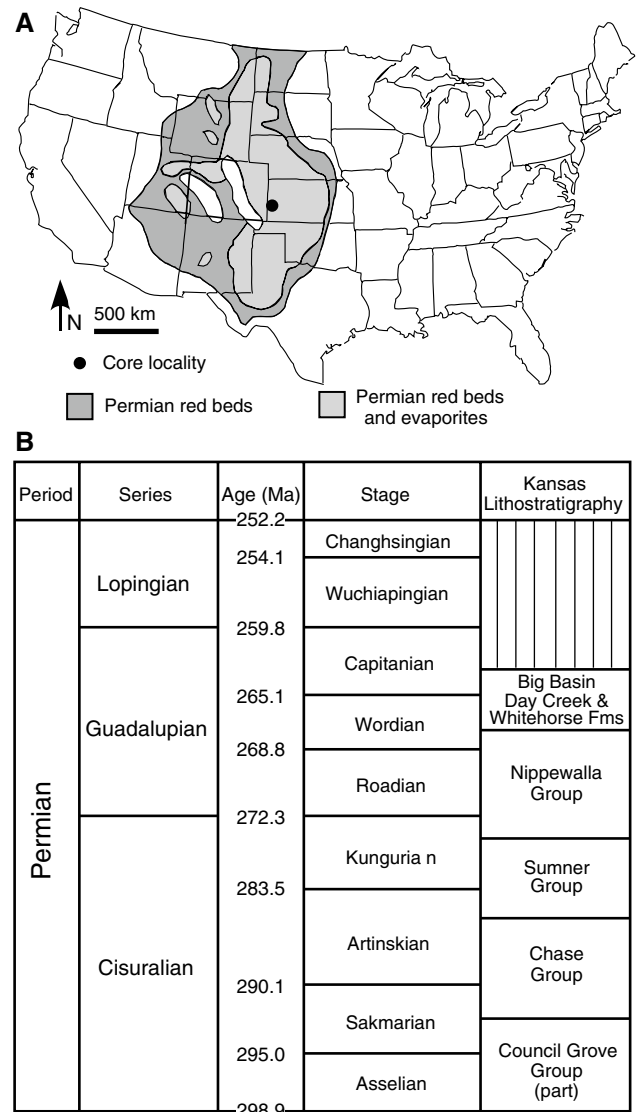 A
N
500 km
Core locality
Permian red beds
Permian red beds
and evaporites
B
Period
Series
Age (Ma)
Stage
Kansas
Lithostratigraphy
Permian
Lopingian
Guadalupian
Cisuralian
252.2
254.1
259.8
265.1
268.8
272.3
283.5
290.1
295.0
298.9
Changhsingian
Wuchiapingian
Capitanian
Wordian
Roadian
Kunguria n
Artinskian
Sakmarian
Asselian
Big Basin
Day Creek &
Whitehorse Fms
Nippewalla
Group
Sumner
Group
Chase
Group
Council Grove
Group
(part)